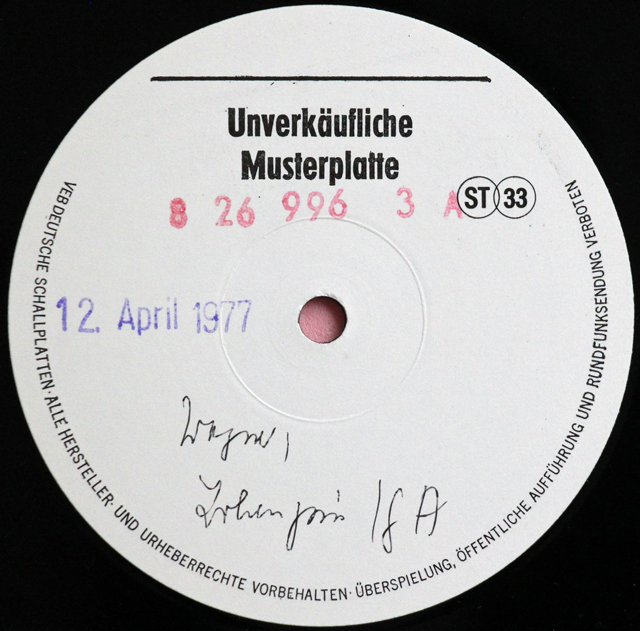 Unverkäufliche
Musterplatte
8 26 996 3 A
ST 33
12. April 1977
Wagner,
Lohengrin
VEB DEUTSCHE SCHALLPLATTEN · ALLE HERSTELLER- UND URHEBERRECHTE VORBEHALTEN · ÜBERSPIELUNG, ÖFFENTLICHE AUFFÜHRUNG UND RUNDFUNKSENDUNG VERBOTEN